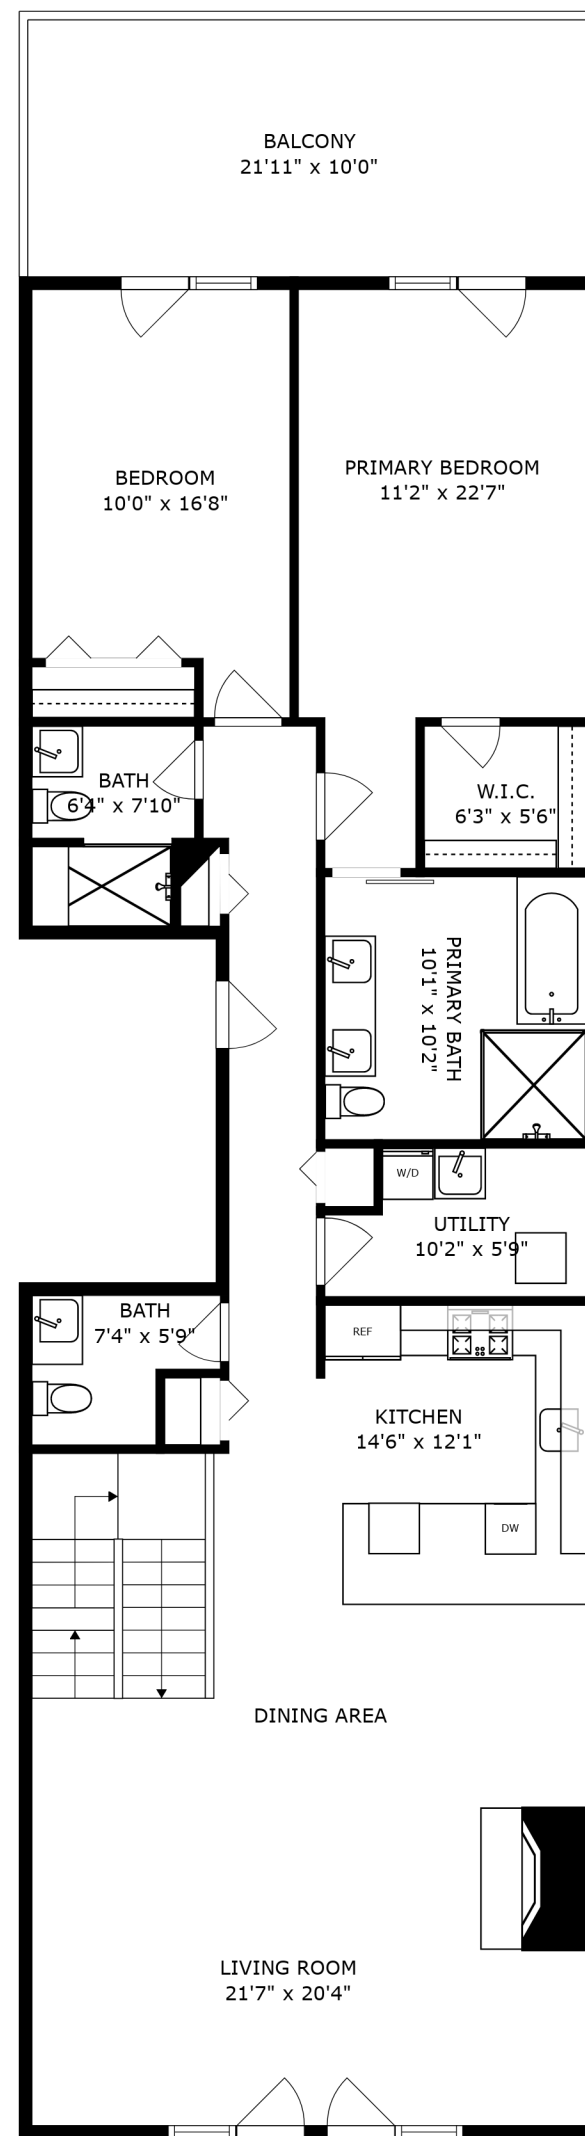 BALCONY
21'11" x 10'0"
BEDROOM
10'0" x 16'8"
PRIMARY BEDROOM
11'2" x 22'7"
BATH
6'4" x 7'10"
W.I.C.
6'3" x 5'6"
PRIMARY BATH
10'1" x 10'2"
W/D
UTILITY
10'2" x 5'9"
BATH
7'4" x 5'9"
REF
KITCHEN
14'6" x 12'1"
DW
DINING AREA
LIVING ROOM
21'7" x 20'4"